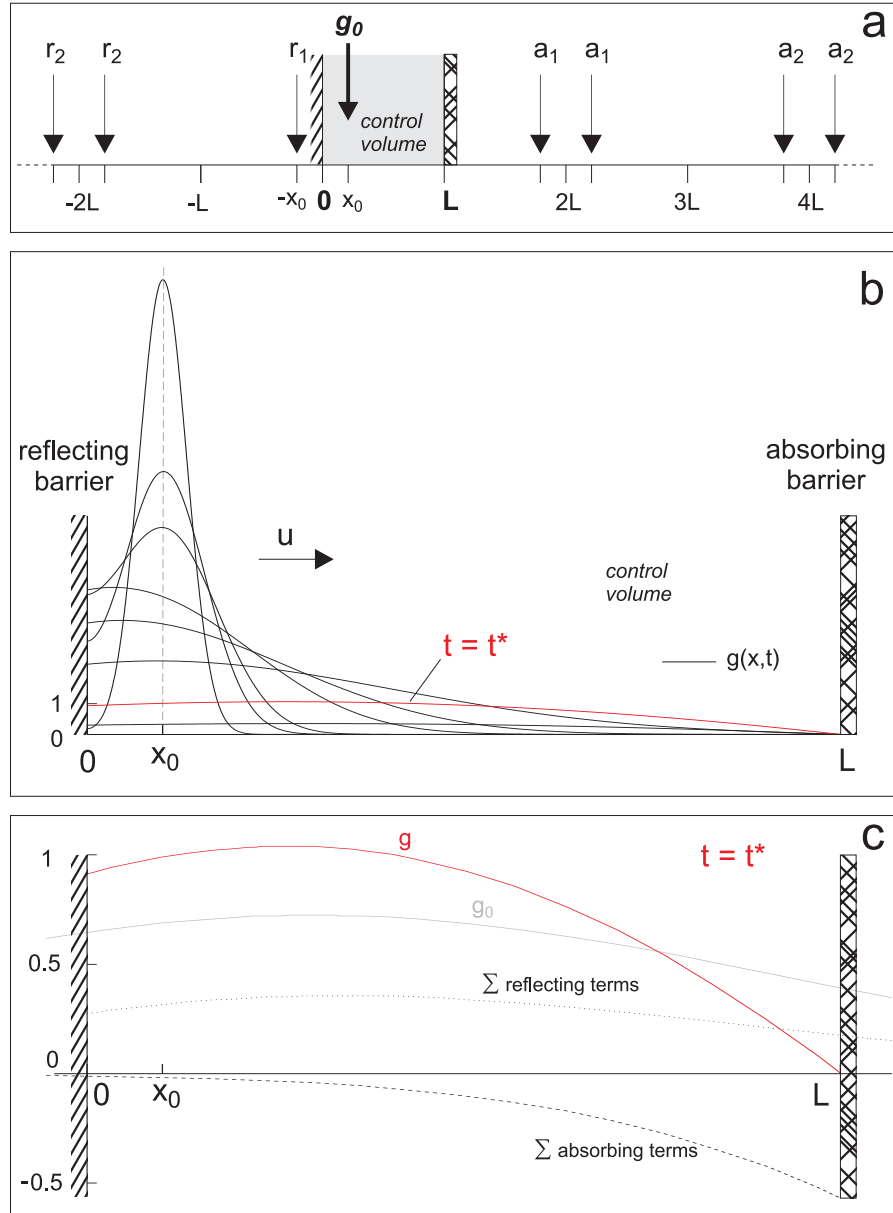 a
r2 r2 r1 g0 a1 a1 a2 a2
control
volume
-2L -L -x0 0 x0 L 2L 3L 4L
b
reflecting
barrier
absorbing
barrier
u
control
volume
t = t*
g(x,t)
1
0
0 x0 L
c
1
g
t = t*
g0
0.5
∑ reflecting terms
0
0 x0 L
∑ absorbing terms
-0.5